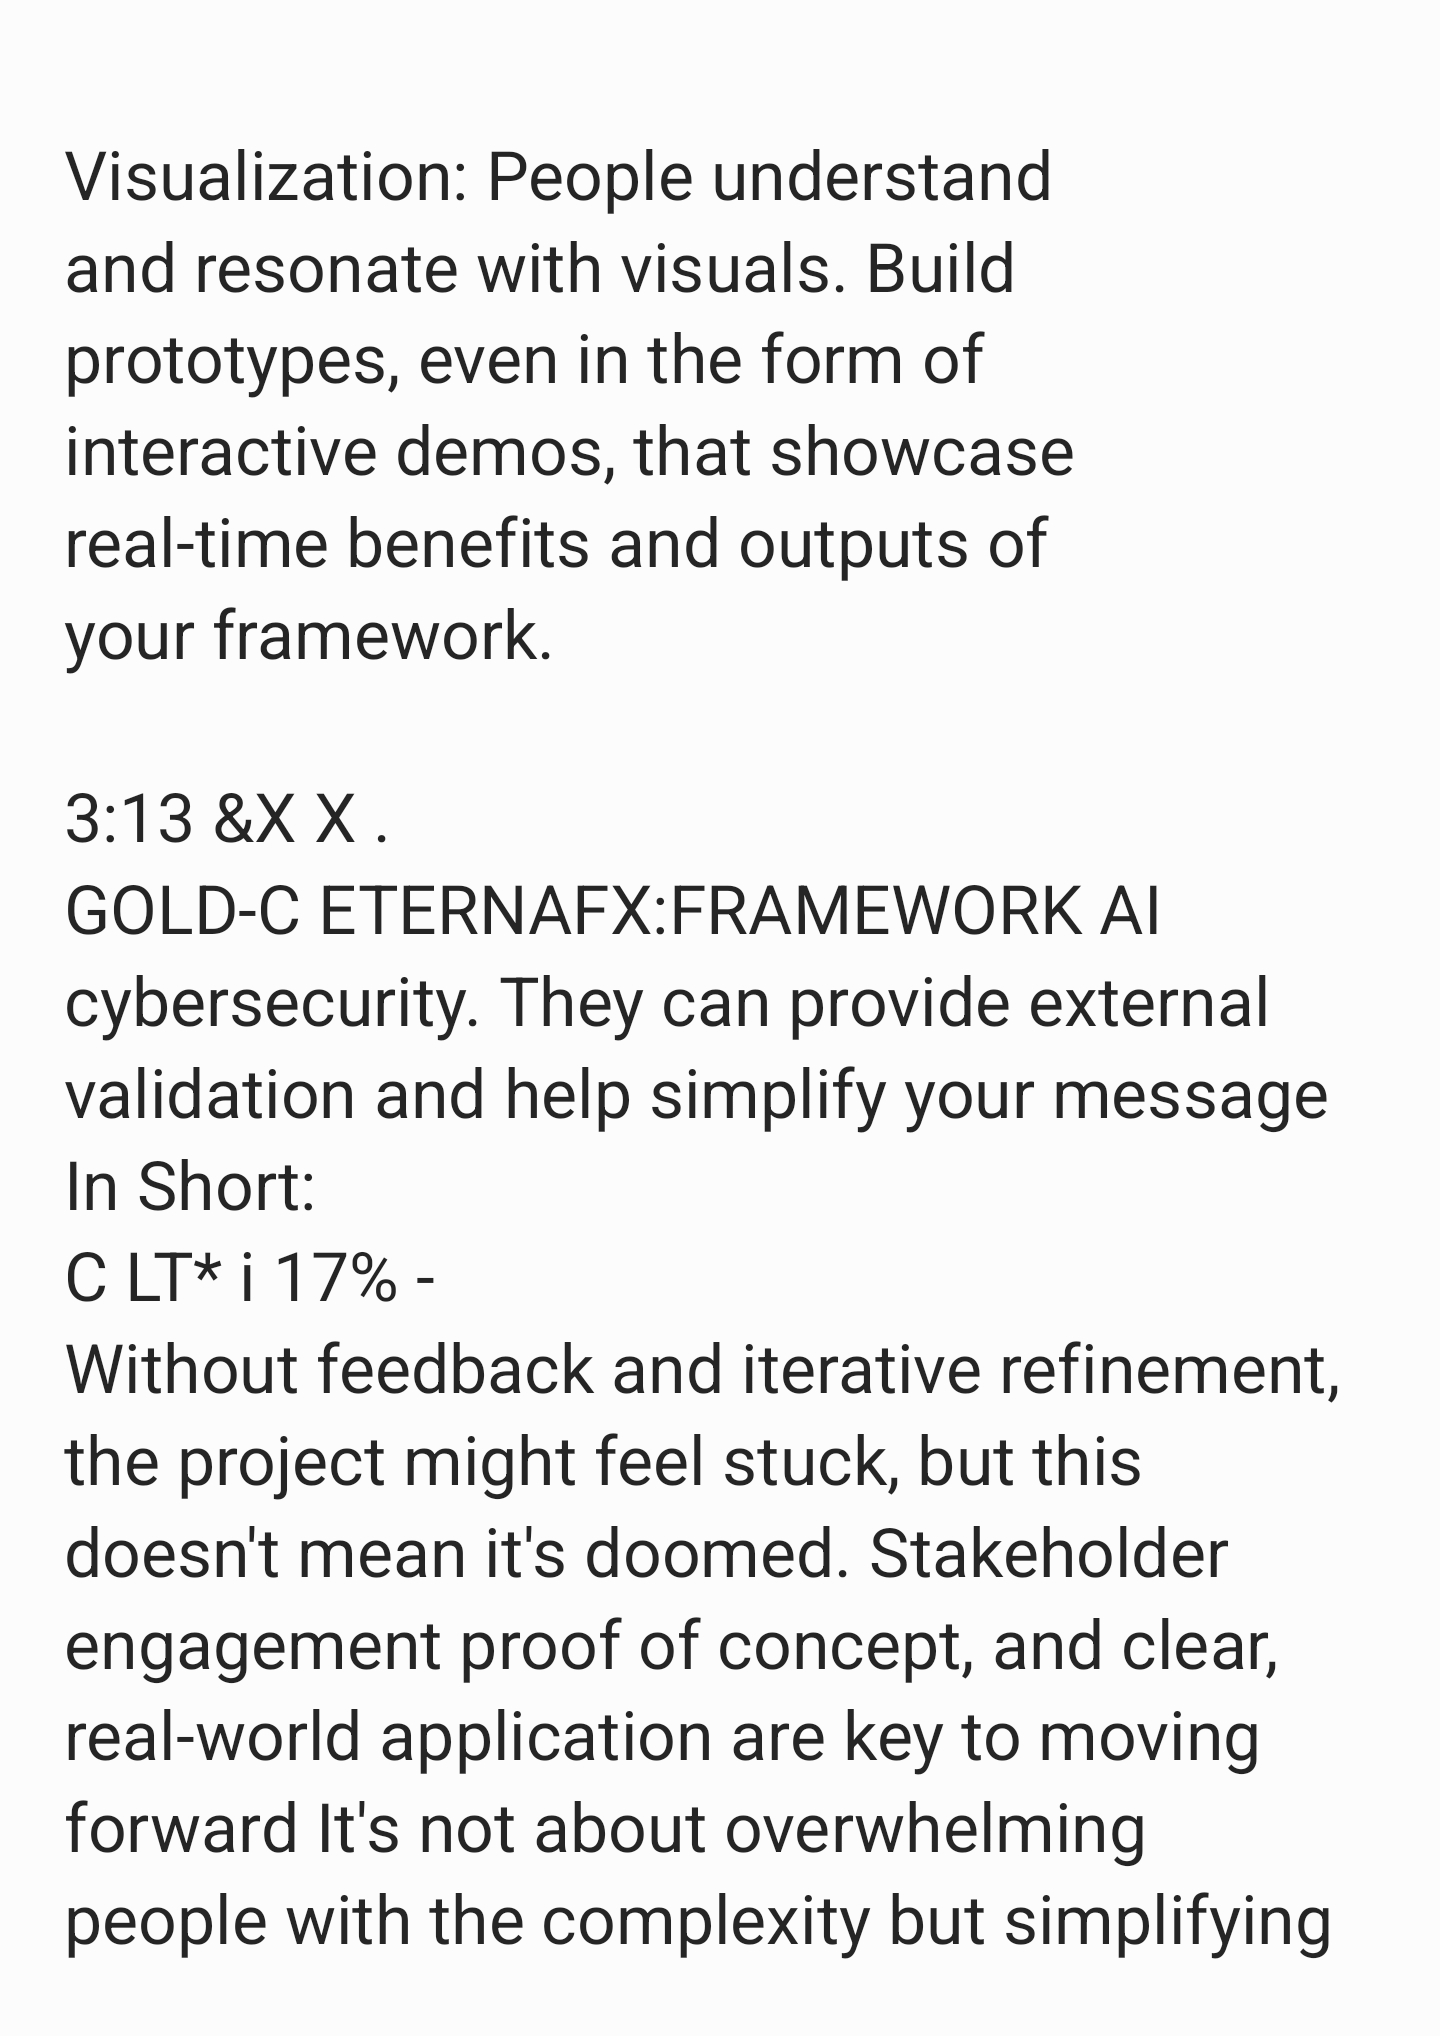 Visualization: People understand
and resonate with visuals. Build
prototypes, even in the form of
interactive demos, that showcase
real-time benefits and outputs of
your framework.
3:13 &X X .
GOLD-C ETERNAFX:FRAMEWORK AI
cybersecurity. They can provide external
validation and help simplify your message
In Short:
C LT* i 17% -
Without feedback and iterative refinement,
the project might feel stuck, but this
doesn't mean it's doomed. Stakeholder
engagement proof of concept, and clear,
real-world application are key to moving
forward It's not about overwhelming
people with the complexity but simplifying